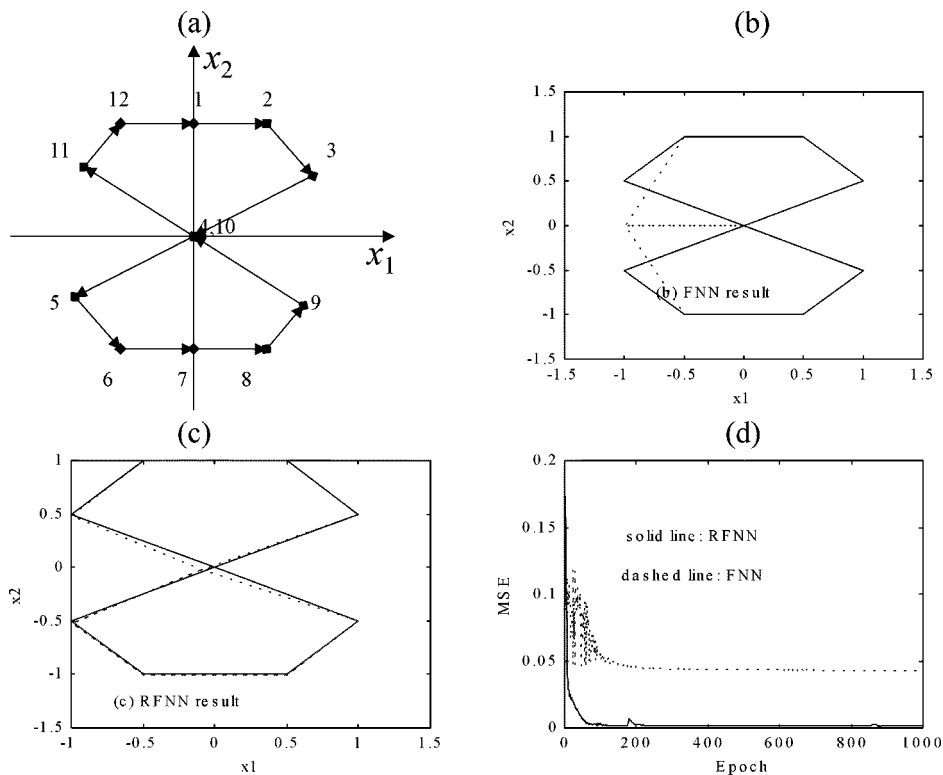 (a)
x2
12
1
2
11
3
4,10
x1
5
9
6
7
8
(b)
1.5
1
0.5
0
-0.5
-1
-1.5
x2
(b) FNN result
-1.5 -1 -0.5 0 0.5 1 1.5
x1
(c)
1
0.5
0
-0.5
-1
-1.5
x2
(c) RFNN result
-1 -0.5 0 0.5 1 1.5
x1
(d)
0.2
0.15
0.1
0.05
0
MSE
solid line: RFNN
dashed line: FNN
0 200 400 600 800 1000
Epoch